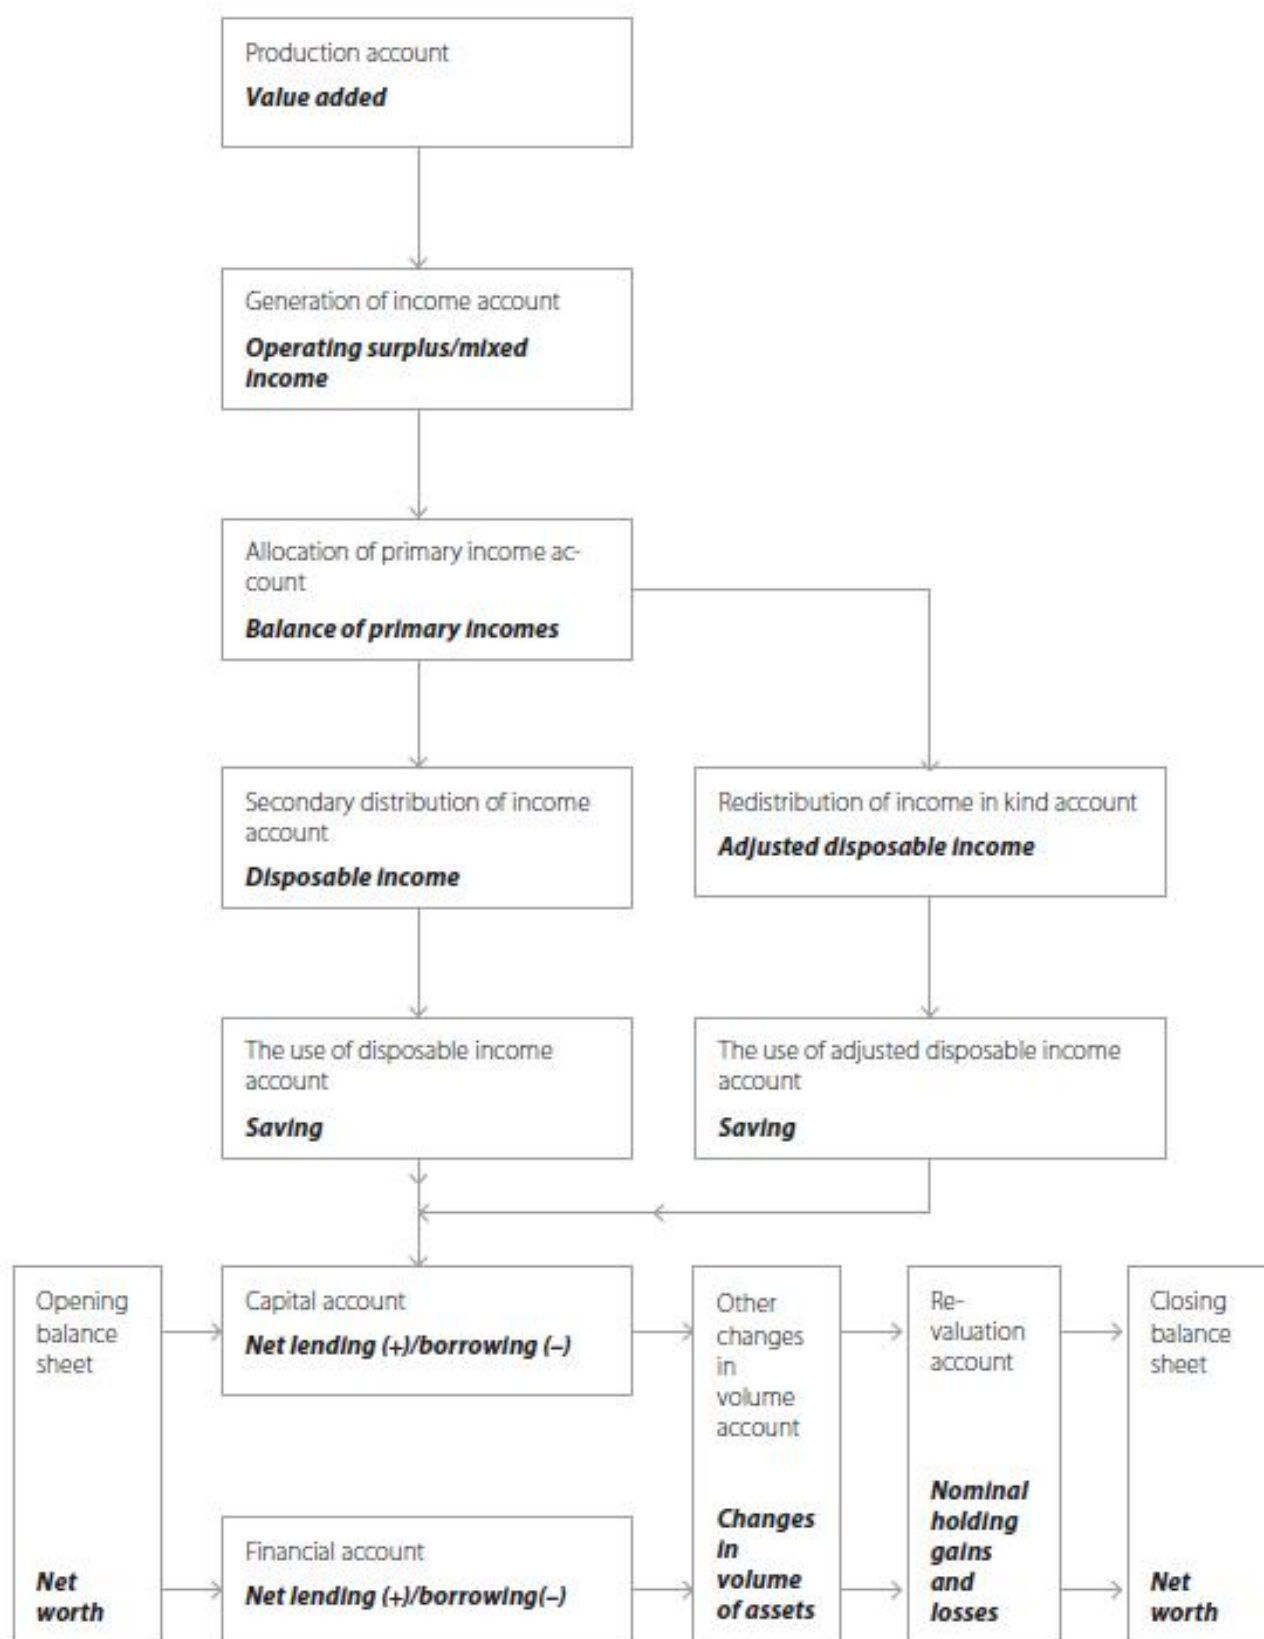 Production account
Value added
Generation of income account
Operating surplus/mixed
income
Allocation of primary income ac-
count
Balance of primary incomes
Secondary distribution of income
account
Disposable income
Redistribution of income in kind account
Adjusted disposable income
The use of disposable income
account
Saving
The use of adjusted disposable income
account
Saving
Opening
balance
sheet
Net
worth
Capital account
Net lending (+)/borrowing (–)
Financial account
Net lending (+)/borrowing(–)
Other
changes
in
volume
account
Changes
in
volume
of assets
Re-
valuation
account
Nominal
holding
gains
and
losses
Closing
balance
sheet
Net
worth